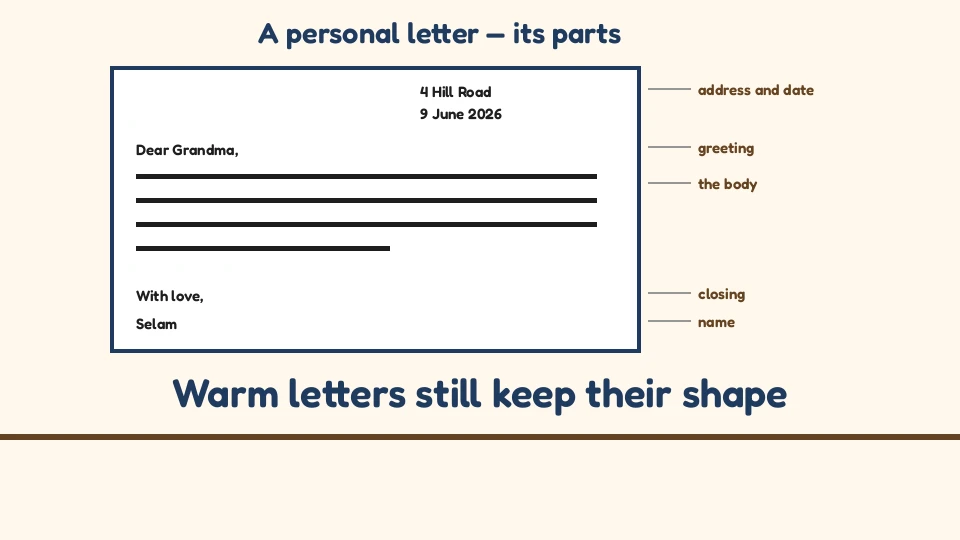 A personal letter — its parts
4 Hill Road
address and date
9 June 2026
Dear Grandma,
greeting
the body
With love,
closing
Selam
name
Warm letters still keep their shape